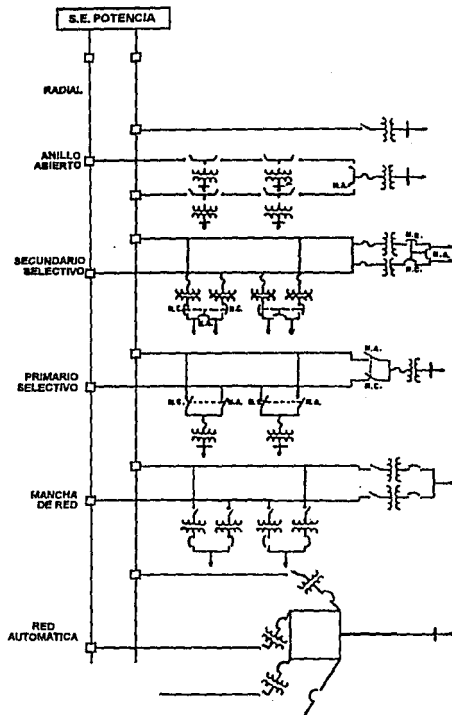 S.E. POTENCIA
RADIAL
ANILLO
ABIERTO
N.A.
SECUNDARIO
SELECTIVO
N.A.
N.C.
N.C.
N.C.
N.A.
PRIMARIO
SELECTIVO
N.A.
N.C.
N.C.
N.A.
N.C.
N.A.
MANCHA
DE RED
RED
AUTOMATICA